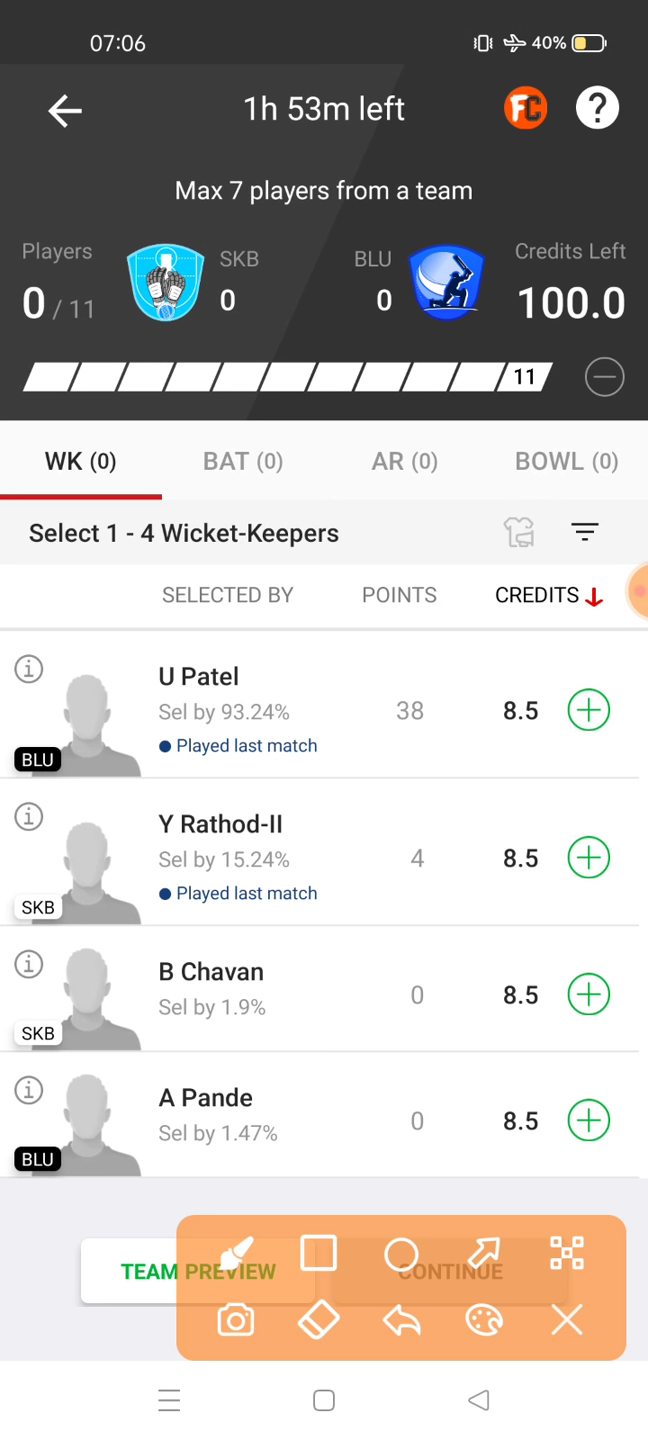 07:06
40%
1h 53m left
FC
?
Max 7 players from a team
Players
SKB
BLU
Credits Left
0 / 11
0
0
100.0
11
WK (0)
BAT (0)
AR (0)
BOWL (0)
Select 1 - 4 Wicket-Keepers
SELECTED BY
POINTS
CREDITS
U Patel
Sel by 93.24%
38
8.5
Played last match
BLU
Y Rathod-II
Sel by 15.24%
4
8.5
Played last match
SKB
B Chavan
Sel by 1.9%
0
8.5
SKB
A Pande
Sel by 1.47%
0
8.5
BLU
TEAM PREVIEW
CONTINUE